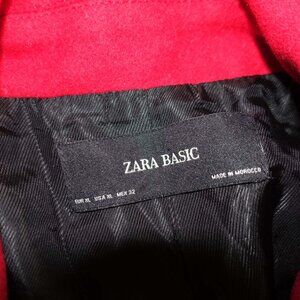 ZARA BASIC
EUR XL USA XL MEX 32
MADE IN MOROCCO